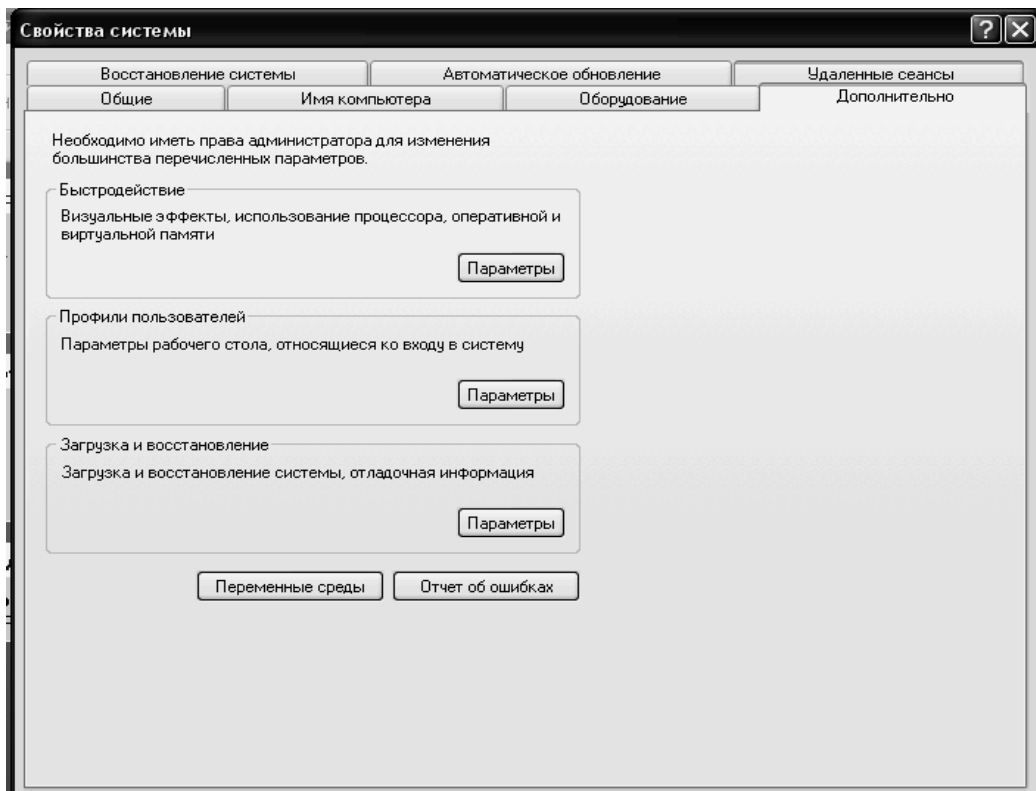 Свойства системы
Восстановление системы
Автоматическое обновление
Удаленные сеансы
Общие
Имя компьютера
Оборудование
Дополнительно
Необходимо иметь права администратора для изменения
большинства перечисленных параметров.
Быстродействие
Визуальные эффекты, использование процессора, оперативной и
виртуальной памяти
Параметры
Профили пользователей
Параметры рабочего стола, относящиеся ко входу в систему
Параметры
Загрузка и восстановление
Загрузка и восстановление системы, отладочная информация
Параметры
Переменные среды
Отчет об ошибках